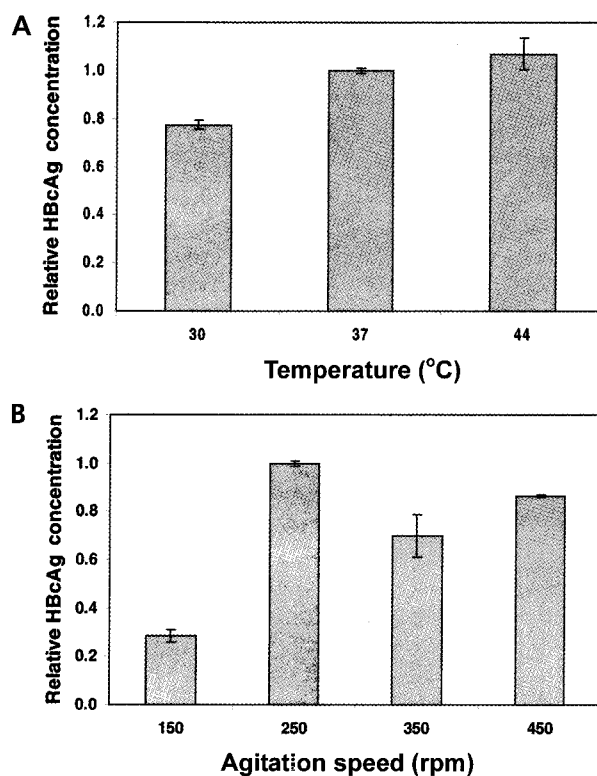 A
Relative HBcAg concentration
1.2
1.0
0.8
0.6
0.4
0.2
0.0
30 37 44
Temperature (°C)
B
Relative HBcAg concentration
1.2
1.0
0.8
0.6
0.4
0.2
0.0
150 250 350 450
Agitation speed (rpm)